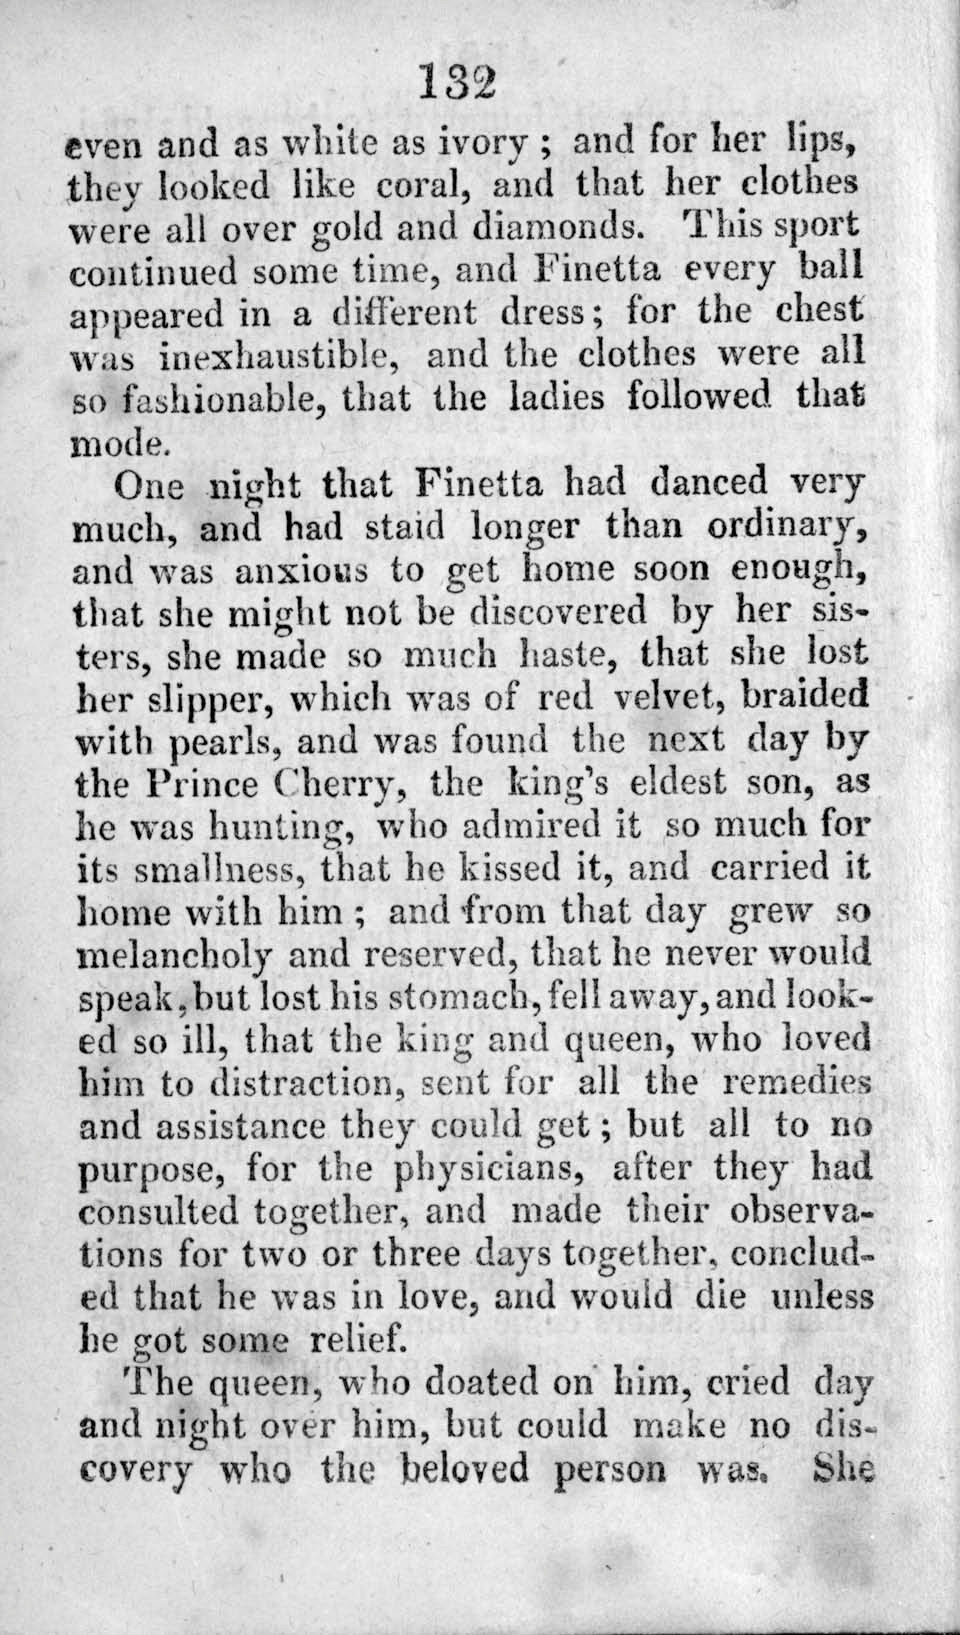 132
even and as white as ivory ; and for her lips,
they looked like coral, and that her clothes
were all over gold and diamonds. This sport
continued some time, and Finetta every ball
appeared in a different dress; for the chest
was inexhaustible, and the clothes were all
so fashionable, that the ladies followed that
mode.
One night that Finetta had danced very
much, and had staid longer than ordinary,
and was anxious to get home soon enough,
that she might not be discovered by her sis-
ters, she made so much haste, that she lost
her slipper, which was of red velvet, braided
with pearls, and was found the next day by
the Prince Cherry, the king's eldest son, as
he was hunting, who admired it so much for
its smallness, that he kissed it, and carried it
home with him ; and from that day grew so
melancholy and reserved, that he never would
speak, but lost his stomach, fell away, and look-
ed so ill, that the king and queen, who loved
him to distraction, sent for all the remedies
and assistance they could get ; but all to no
purpose, for the physicians, after they had
consulted together, and made their observa-
tions for two or three days together, conclud-
ed that he was in love, and would die unless
he got some relief.
The queen, who doated on him, cried day
and night over him, but could make no dis-
covery who the beloved person was. She